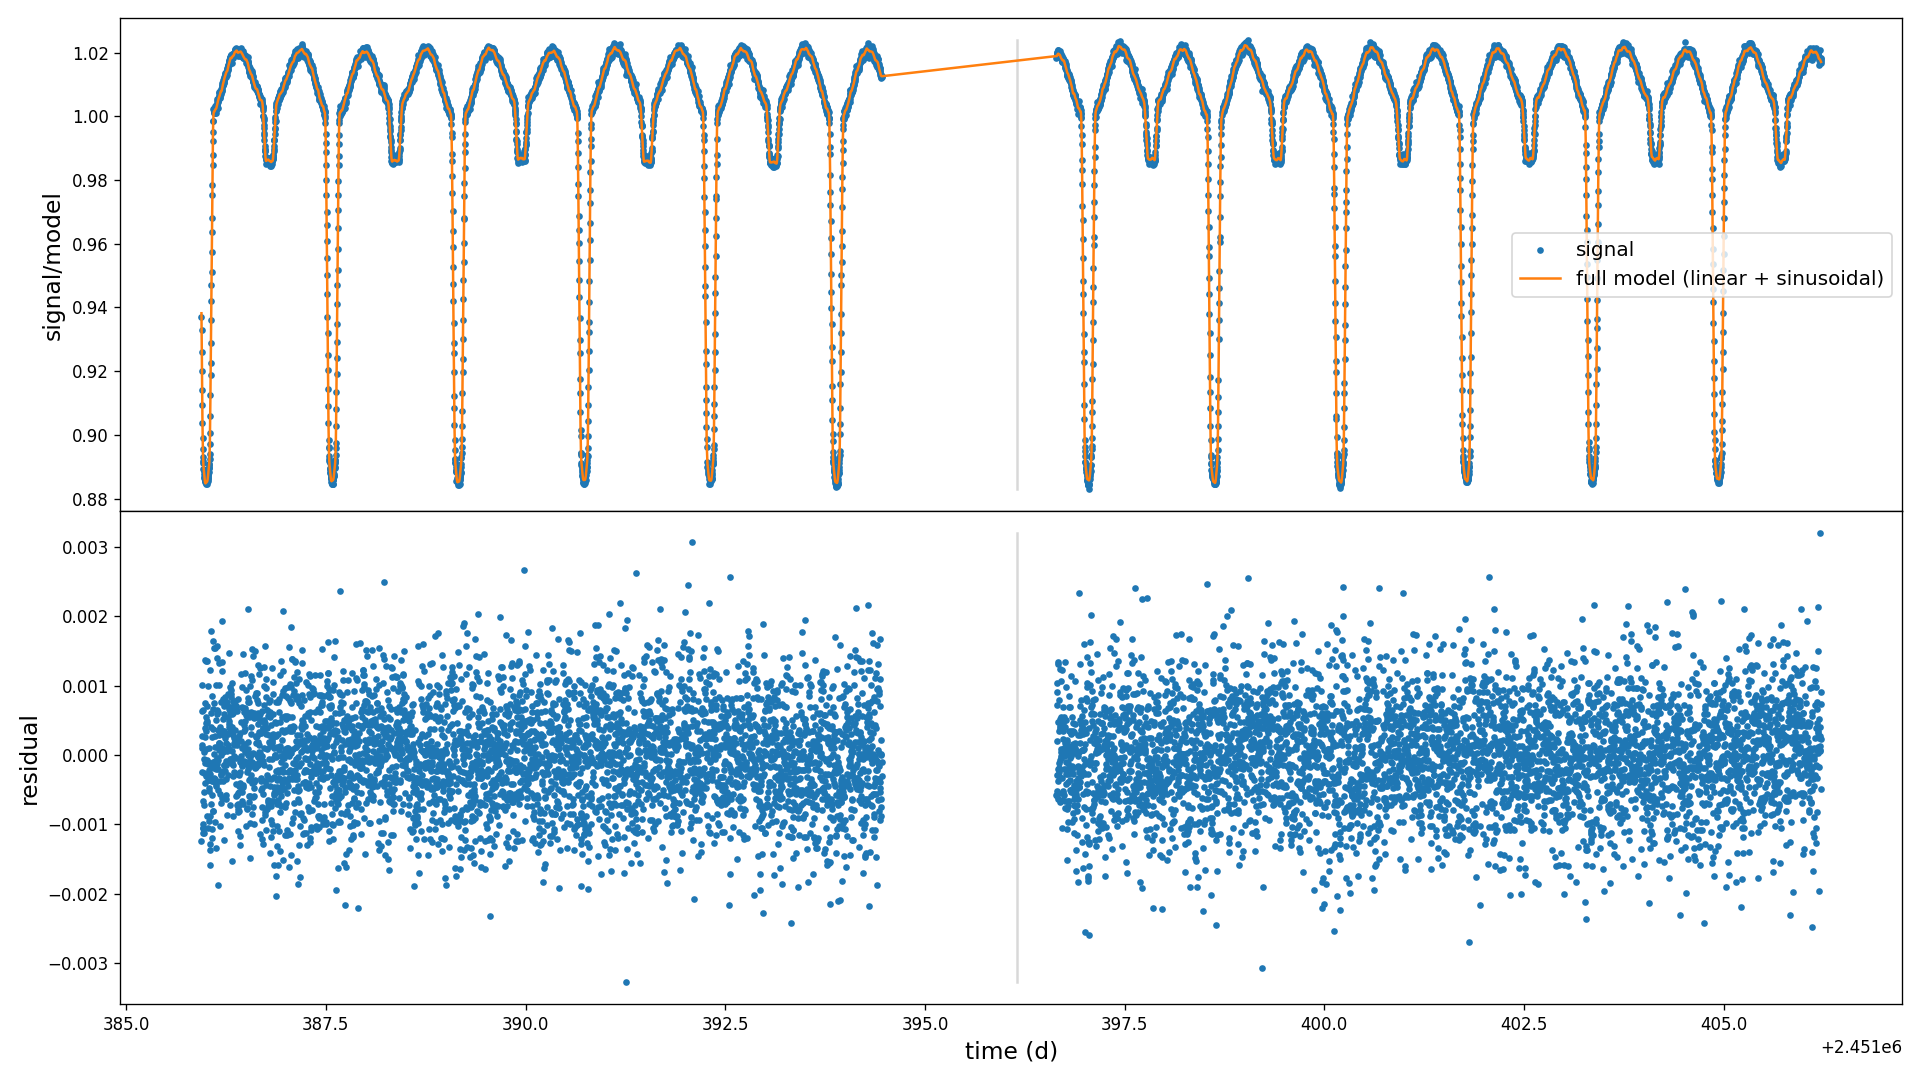 1.02
1.00
0.98
0.96
0.94
0.92
0.90
0.88
signal/model
signal
full model (linear + sinusoidal)
0.003
0.002
0.001
0.000
−0.001
−0.002
−0.003
residual
385.0 387.5 390.0 392.5 395.0 397.5 400.0 402.5 405.0
time (d)
+2.451e6